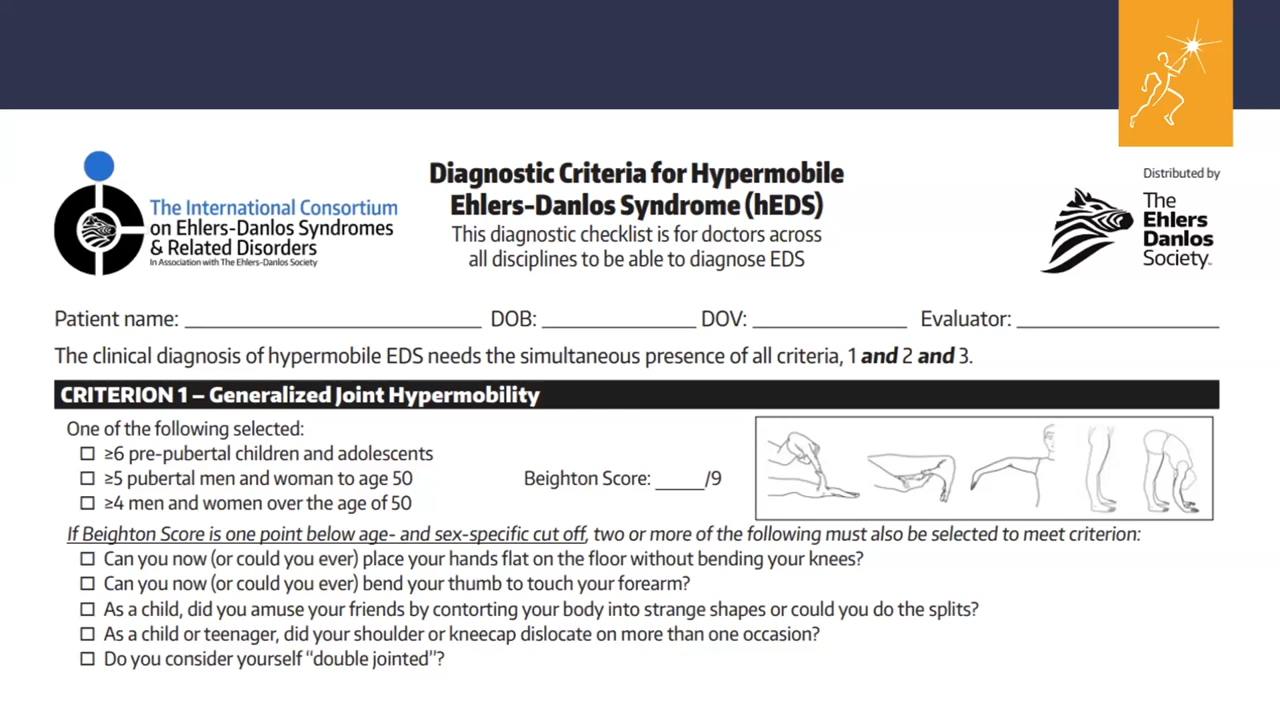 The International Consortium
on Ehlers-Danlos Syndromes
& Related Disorders
In Association with The Ehlers-Danlos Society
Diagnostic Criteria for Hypermobile
Ehlers-Danlos Syndrome (hEDS)
This diagnostic checklist is for doctors across
all disciplines to be able to diagnose EDS
Distributed by
The
Ehlers
Danlos
Society™
Patient name: ____ DOB: ____ DOV: ____ Evaluator: ____
The clinical diagnosis of hypermobile EDS needs the simultaneous presence of all criteria, 1 and 2 and 3.
CRITERION 1 – Generalized Joint Hypermobility
One of the following selected:
☐ ≥6 pre-pubertal children and adolescents
☐ ≥5 pubertal men and woman to age 50
☐ ≥4 men and women over the age of 50
Beighton Score: ____/9
If Beighton Score is one point below age- and sex-specific cut off, two or more of the following must also be selected to meet criterion:
☐ Can you now (or could you ever) place your hands flat on the floor without bending your knees?
☐ Can you now (or could you ever) bend your thumb to touch your forearm?
☐ As a child, did you amuse your friends by contorting your body into strange shapes or could you do the splits?
☐ As a child or teenager, did your shoulder or kneecap dislocate on more than one occasion?
☐ Do you consider yourself “double jointed”?